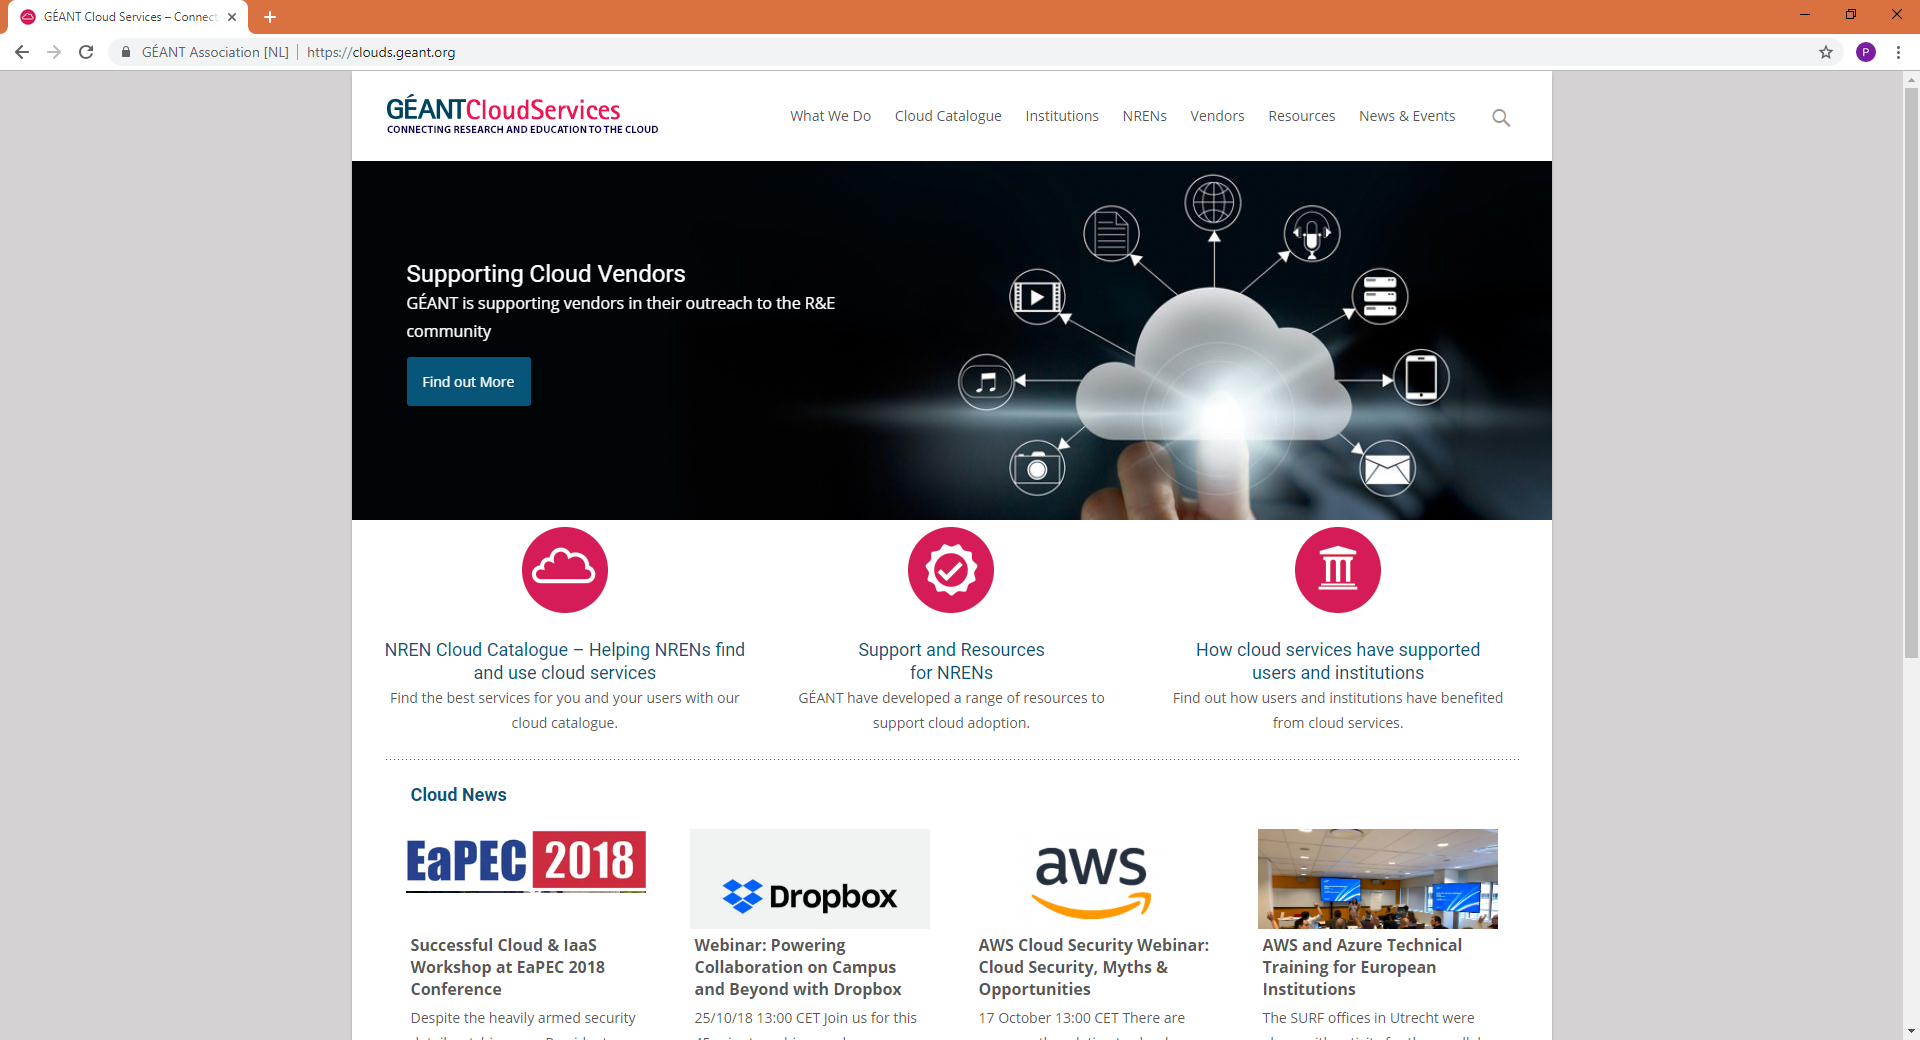 GÉANT Cloud Services – Connect
GÉANT Association [NL]
https://clouds.geant.org
P
GÉANTCloudServices
CONNECTING RESEARCH AND EDUCATION TO THE CLOUD
What We Do
Cloud Catalogue
Institutions
NRENs
Vendors
Resources
News & Events
Supporting Cloud Vendors
GÉANT is supporting vendors in their outreach to the R&E
community
Find out More
NREN Cloud Catalogue – Helping NRENs find
and use cloud services
Find the best services for you and your users with our
cloud catalogue.
Support and Resources
for NRENs
GÉANT have developed a range of resources to
support cloud adoption.
How cloud services have supported
users and institutions
Find out how users and institutions have benefited
from cloud services.
Cloud News
EaPEC 2018
Successful Cloud & IaaS
Workshop at EaPEC 2018
Conference
Despite the heavily armed security
Dropbox
Webinar: Powering
Collaboration on Campus
and Beyond with Dropbox
25/10/18 13:00 CET Join us for this
aws
AWS Cloud Security Webinar:
Cloud Security, Myths &
Opportunities
17 October 13:00 CET There are
AWS and Azure Technical
Training for European
Institutions
The SURF offices in Utrecht were